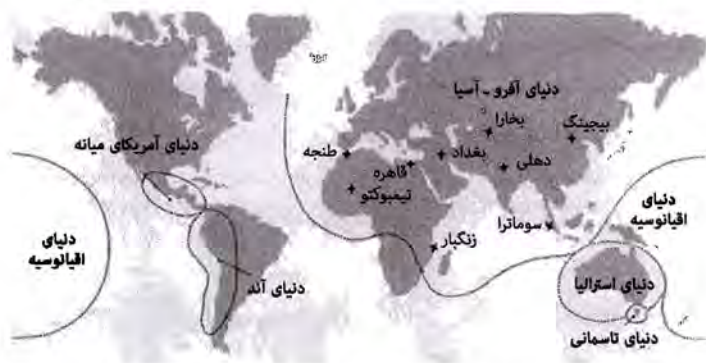 دنیای آفرو - آسیا
بخارا
بیجینگ
دنیای آمریکای میانه
طنجه
بغداد
دهلی
قاهره
تیمبوکتو
دنیای
اقیانوسیه
سوماترا
زنگبار
دنیای
اقیانوسیه
دنیای آند
دنیای استرالیا
دنیای تاسمانی